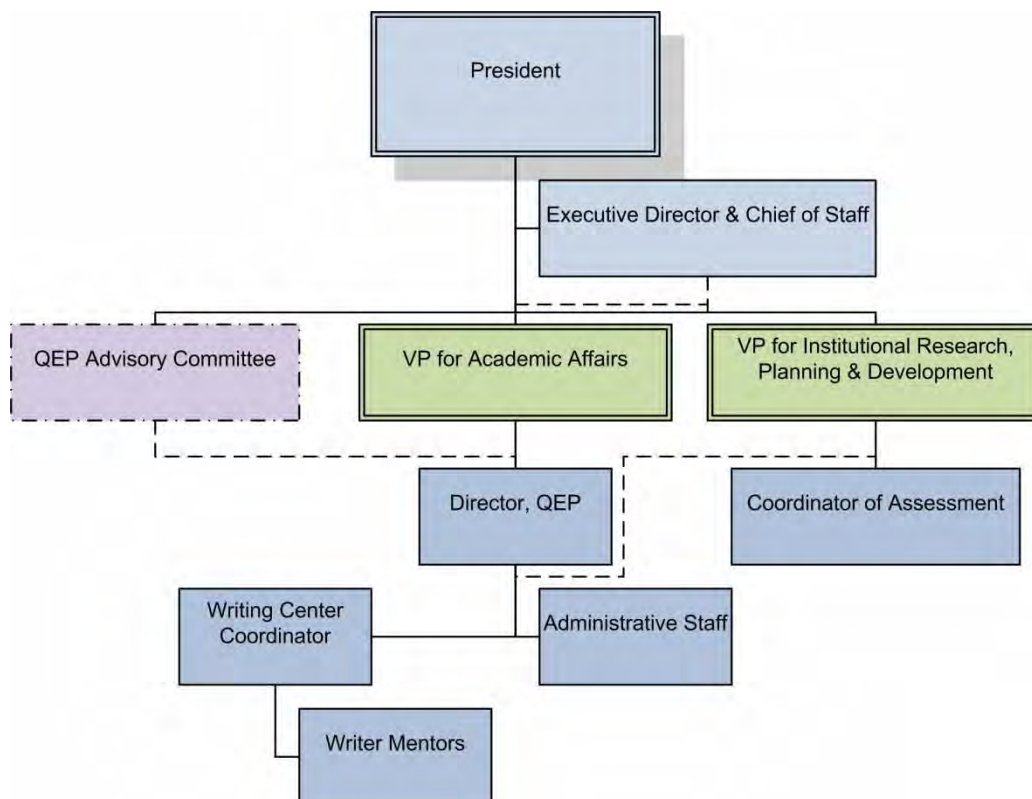 President
Executive Director & Chief of Staff
QEP Advisory Committee
VP for Academic Affairs
VP for Institutional Research,
Planning & Development
Director, QEP
Coordinator of Assessment
Writing Center
Coordinator
Administrative Staff
Writer Mentors